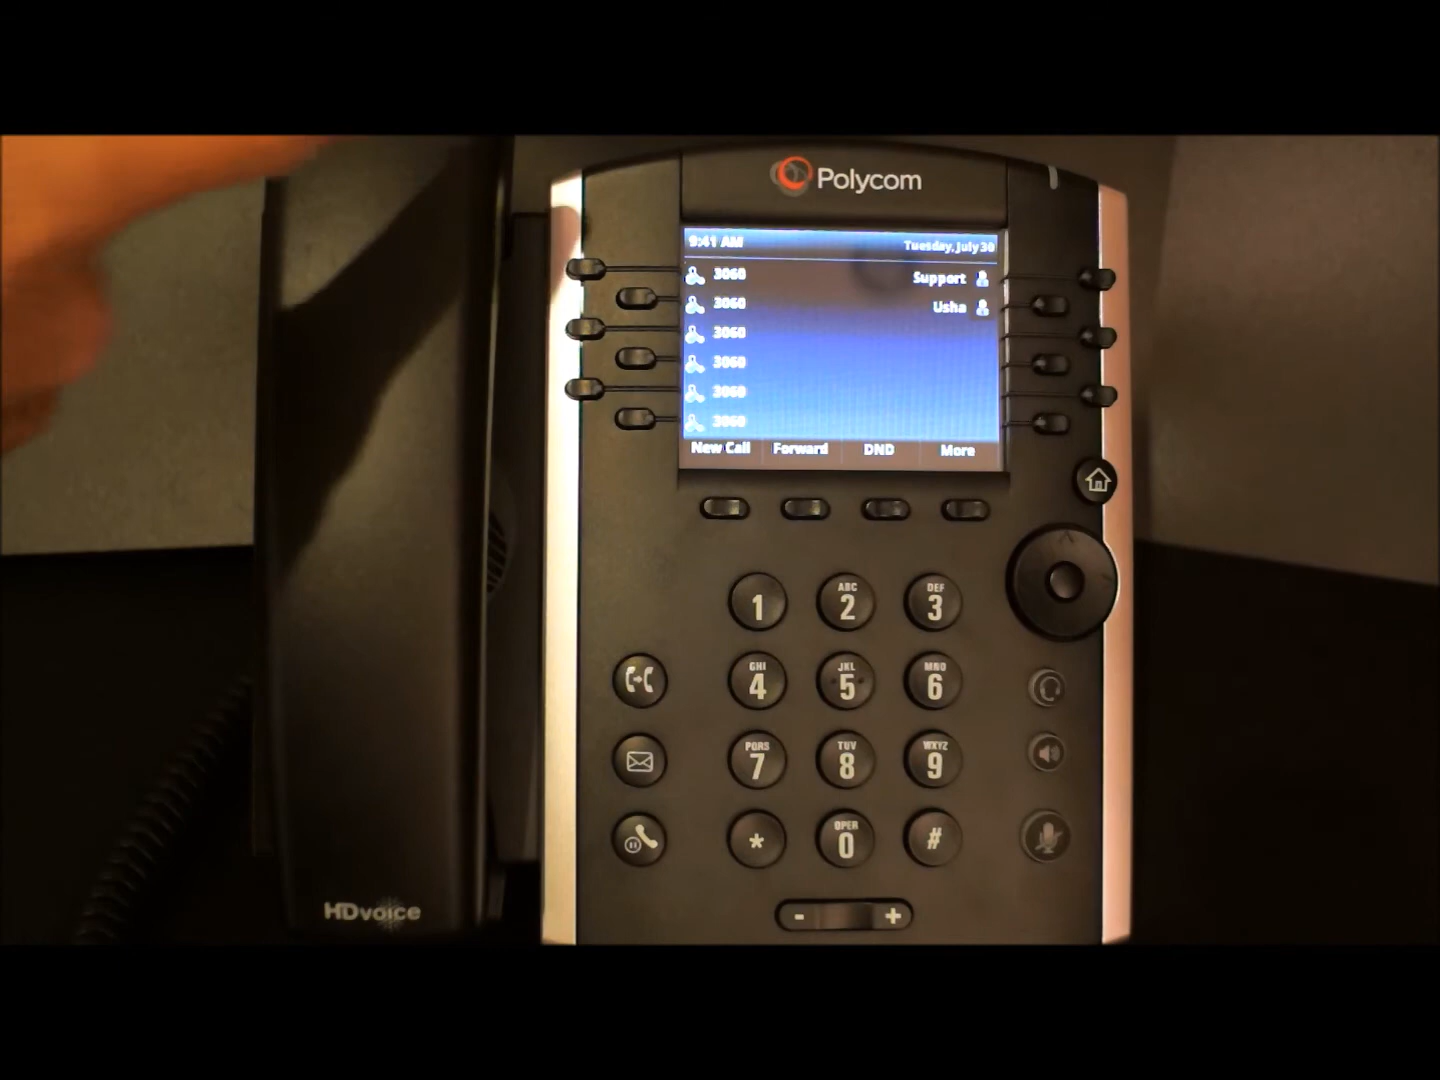 Polycom
9:41 AM Tuesday, July 30
3060 Support
3060 Usha
3060
3060
3060
3060
New Call Forward DND More
1 ABC 2 DEF 3
GHI 4 JKL 5 MNO 6
PQRS 7 TUV 8 WXYZ 9
* OPER 0 #
- +
HDvoice